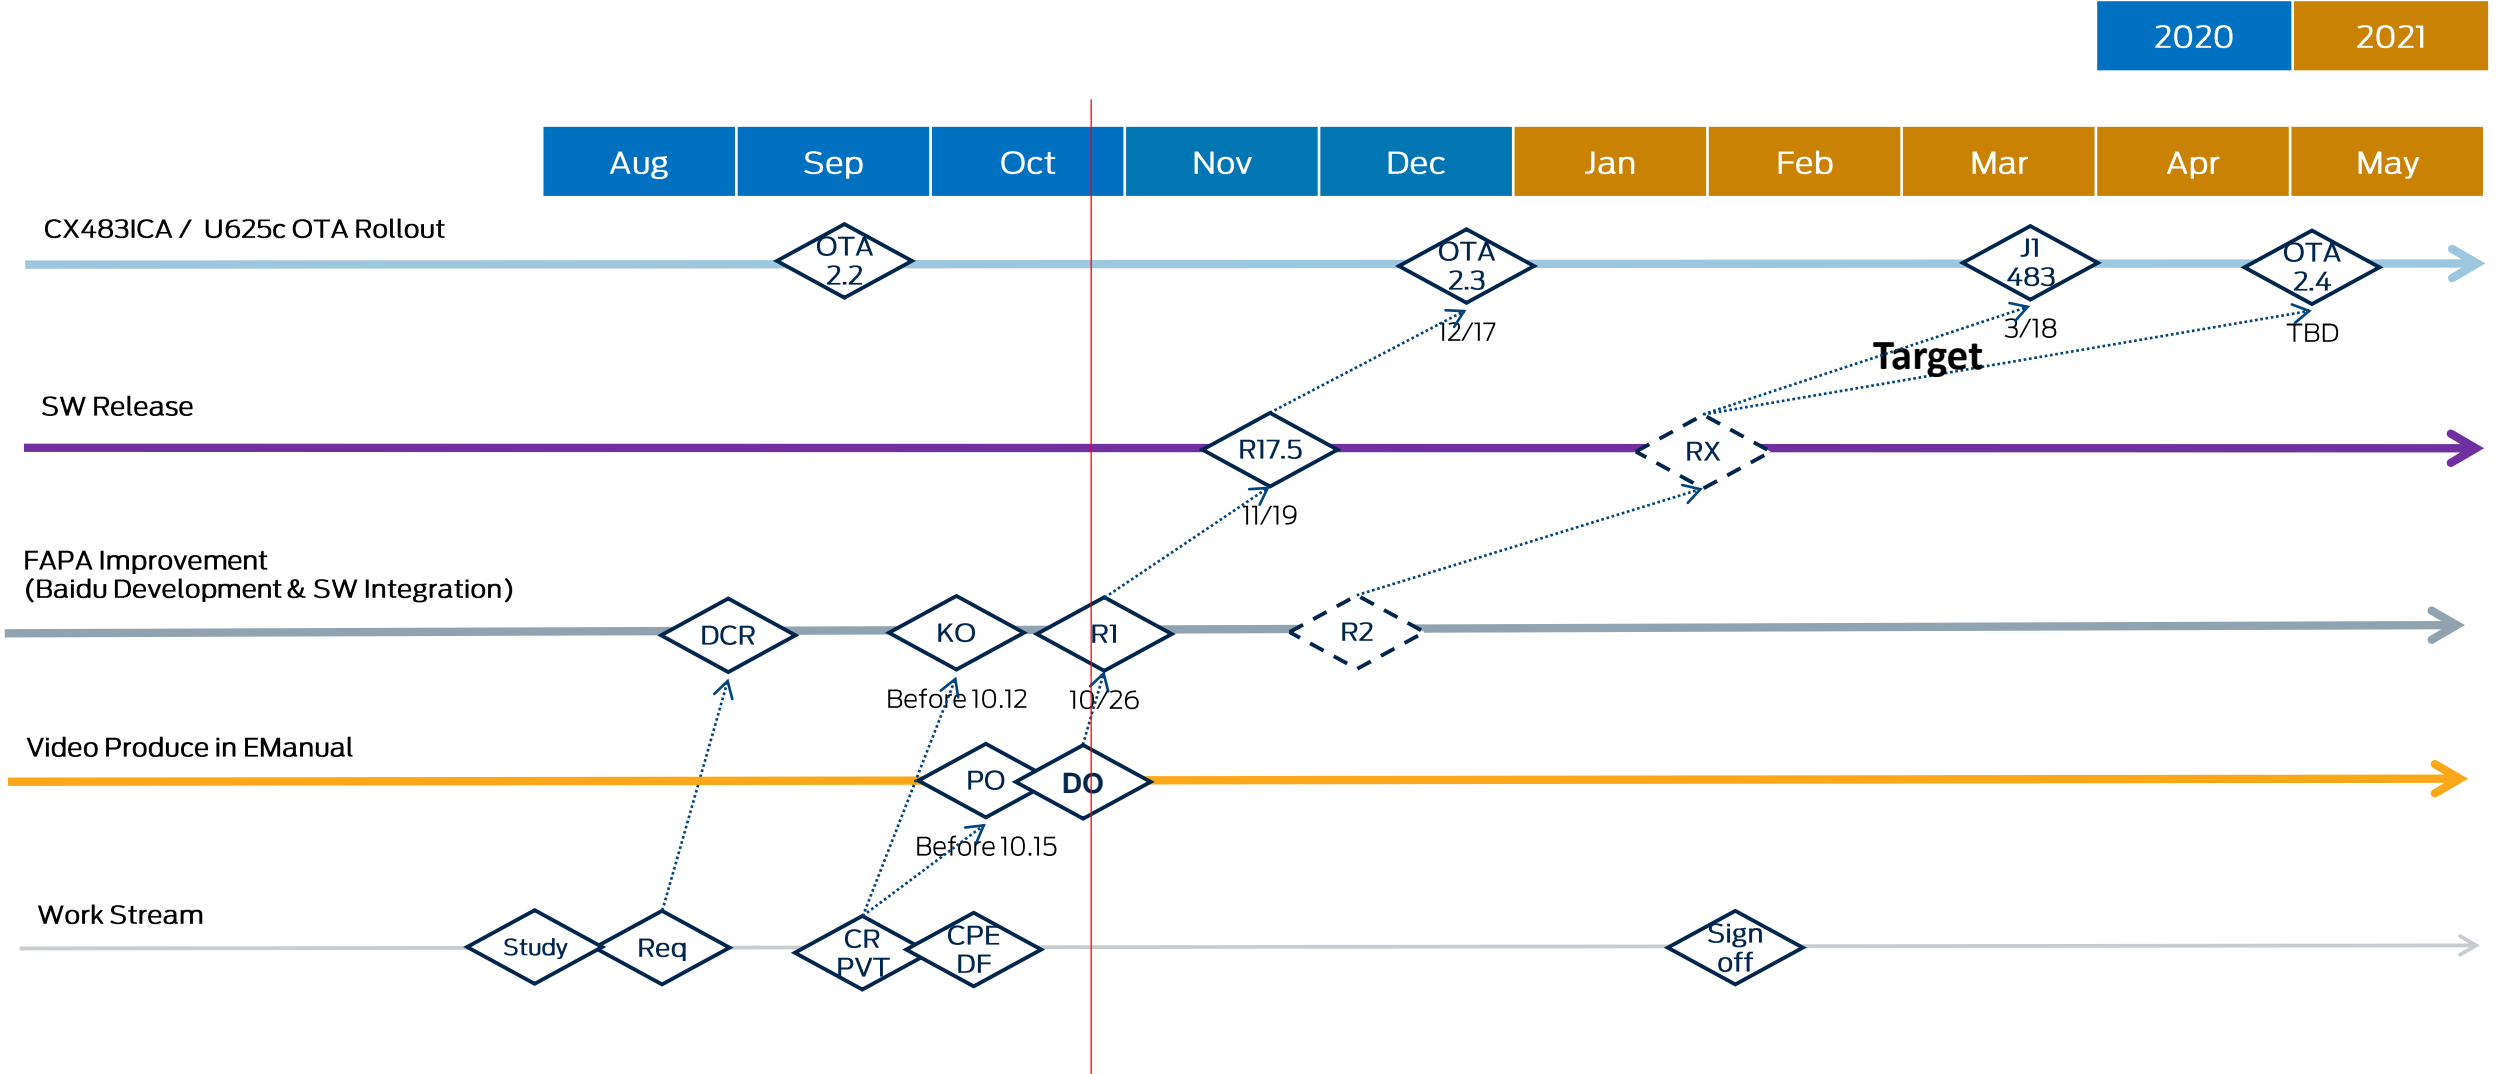 2020 2021
Aug Sep Oct Nov Dec Jan Feb Mar Apr May
CX483ICA / U625c OTA Rollout
OTA
2.2
OTA
2.3
J1
483
OTA
2.4
12/17
3/18
TBD
Target
SW Release
R17.5
RX
11/19
FAPA Improvement
(Baidu Development & SW Integration)
DCR
KO
R1
R2
Before 10.12
10/26
Video Produce in EManual
PO
DO
Before 10.15
Work Stream
Study
Req
CR
PVT
CPE
DF
Sign
off